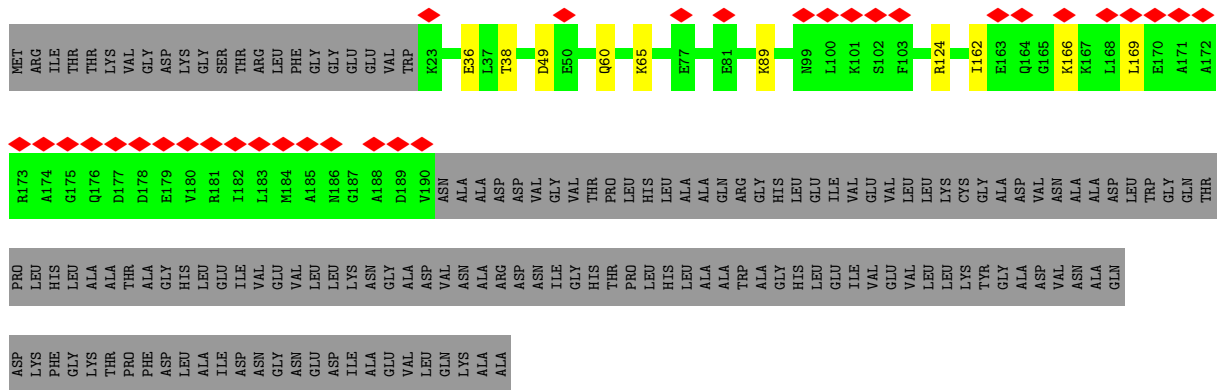 MET ARG ILE THR THR LYS VAL GLY ASP LYS GLY SER THR ARG LEU PHE GLY GLY GLU GLU VAL TRP K23 E36 L37 T38 D49 E50 Q60 K65 E77 E81 K89 N99 L100 K101 S102 F103 R124 I162 E163 Q164 G165 K166 K167 L168 L169 E170 A171 A172
R173 A174 G175 Q176 D177 D178 E179 V180 R181 I182 L183 M184 A185 N186 G187 A188 D189 V190 ASN ALA ALA ASP ASP VAL GLY VAL THR PRO LEU HIS LEU ALA ALA GLN ARG GLY HIS LEU GLU ILE VAL GLU VAL LEU LEU LYS CYS GLY ALA ASP VAL ASN ALA ALA ASP LEU TRP GLY GLN THR
PRO LEU HIS LEU ALA ALA THR ALA GLY HIS LEU GLU ILE VAL GLU VAL LEU LEU LYS ASN GLY ALA ASP VAL ASN ALA ARG ASP ASN ILE GLY HIS THR PRO LEU HIS LEU ALA ALA TRP ALA GLY HIS LEU GLU ILE VAL GLU VAL LEU LEU LYS TYR GLY ALA ASP VAL ASN ALA GLN
ASP LYS PHE GLY LYS THR PRO PHE ASP LEU ALA ILE ASP ASN GLY ASN GLU ASP ILE ALA GLU VAL LEU GLN LYS ALA ALA